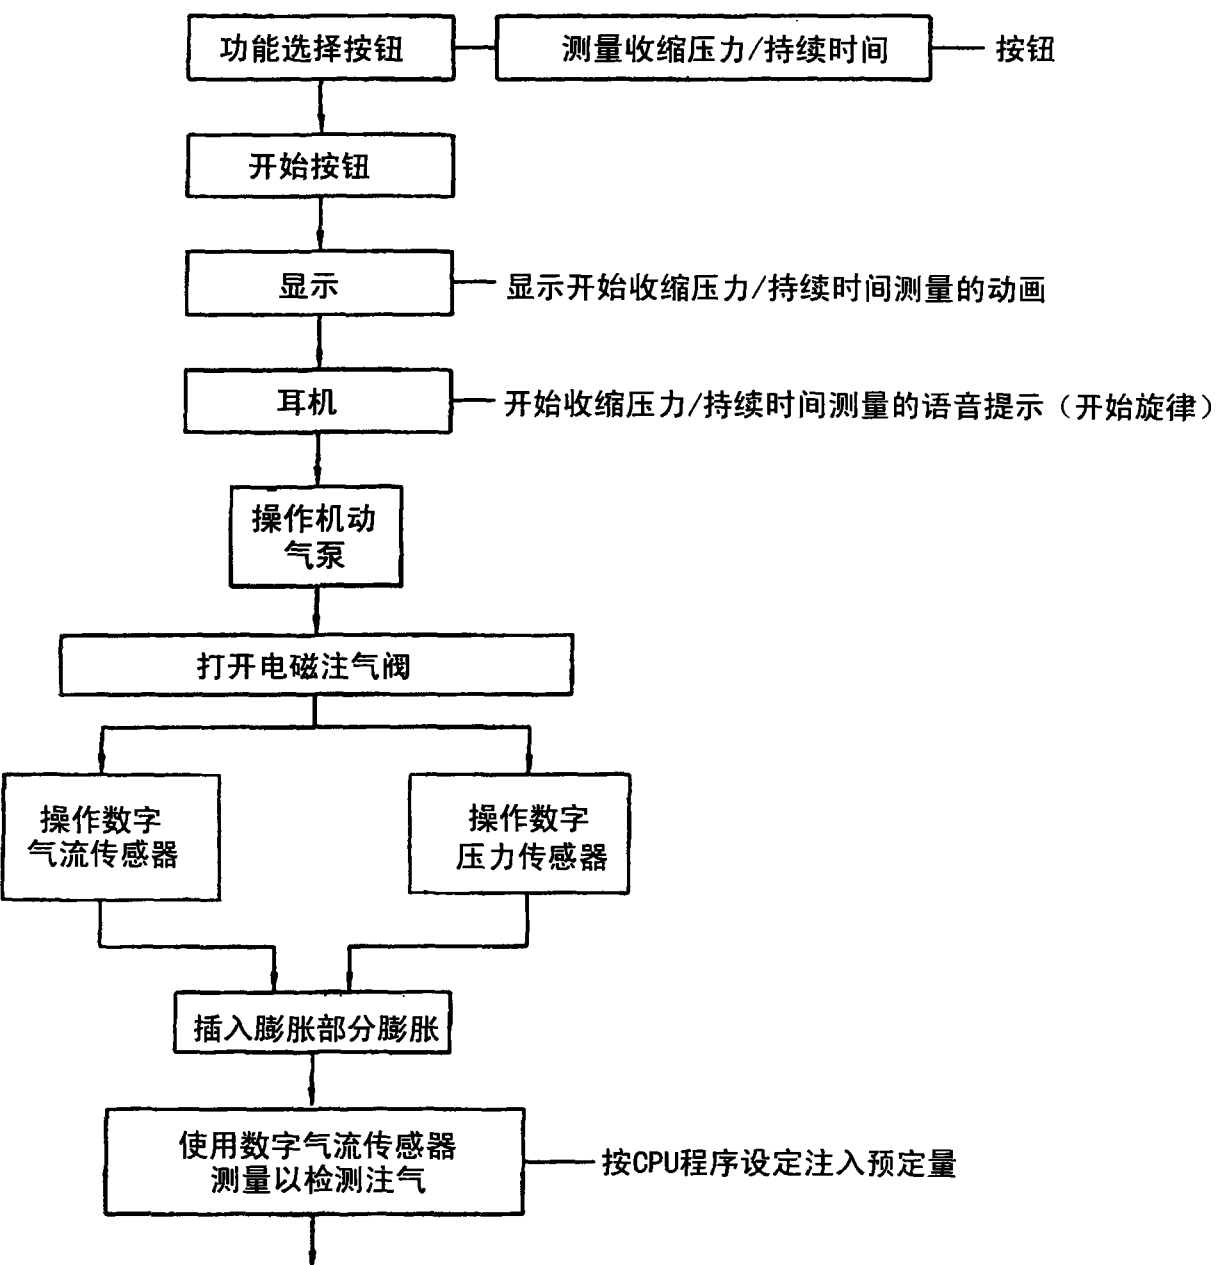 功能选择按钮
测量收缩压力/持续时间
按钮
开始按钮
显示
显示开始收缩压力/持续时间测量的动画
耳机
开始收缩压力/持续时间测量的语音提示（开始旋律）
操作机动
气泵
打开电磁注气阀
操作数字
气流传感器
操作数字
压力传感器
插入膨胀部分膨胀
使用数字气流传感器
测量以检测注气
按CPU程序设定注入预定量